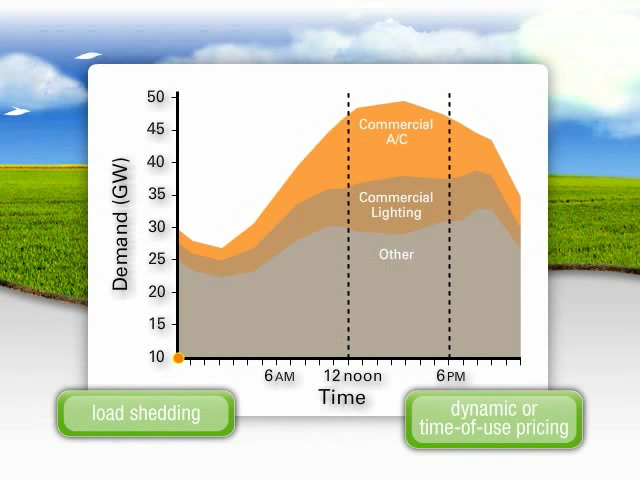 50
45
40
35
30
25
20
15
10
Demand (GW)
Commercial
A/C
Commercial
Lighting
Other
6AM 12 noon 6PM
Time
load shedding
dynamic or
time-of-use pricing